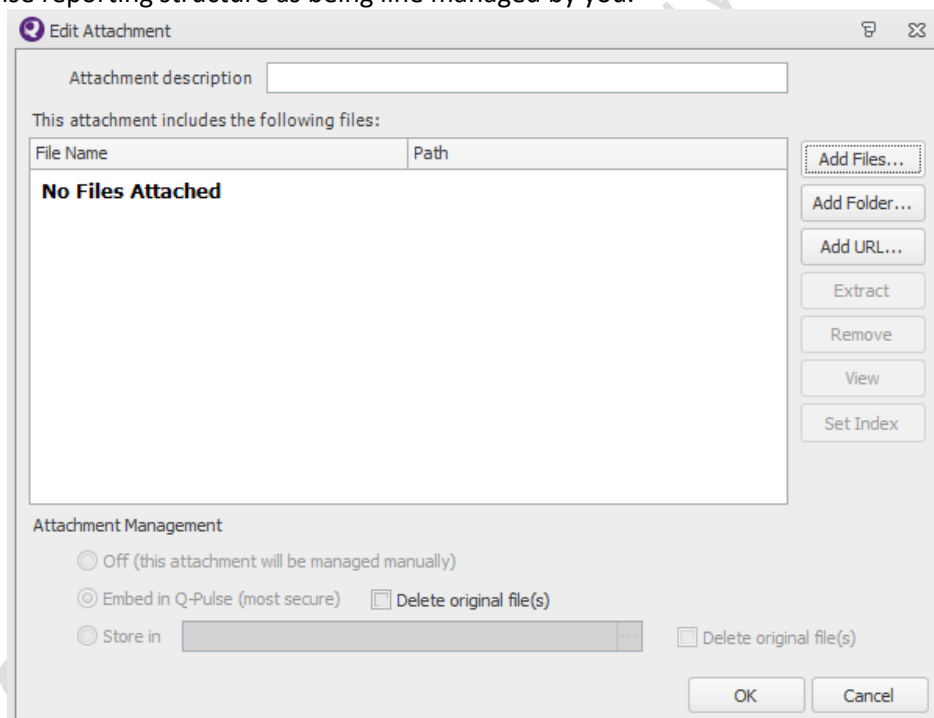 se reporting structure as being line managed by you.
Edit Attachment
Attachment description
This attachment includes the following files:
File Name Path
No Files Attached
Add Files...
Add Folder...
Add URL...
Extract
Remove
View
Set Index
Attachment Management
Off (this attachment will be managed manually)
Embed in Q-Pulse (most secure) Delete original file(s)
Store in ... Delete original file(s)
OK Cancel